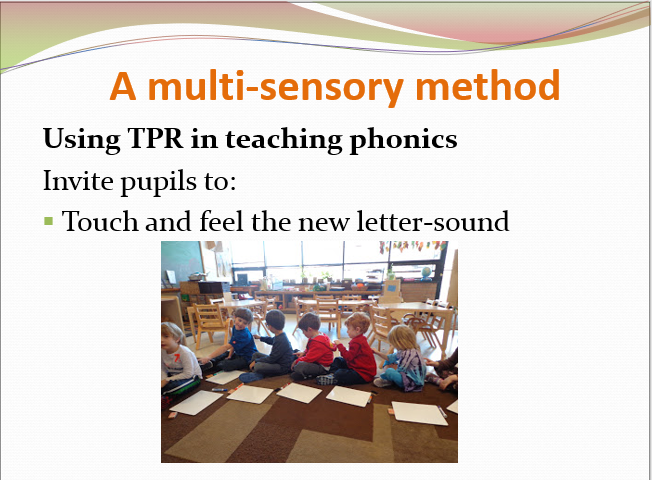 A multi-sensory method
Using TPR in teaching phonics
Invite pupils to:
▪ Touch and feel the new letter-sound